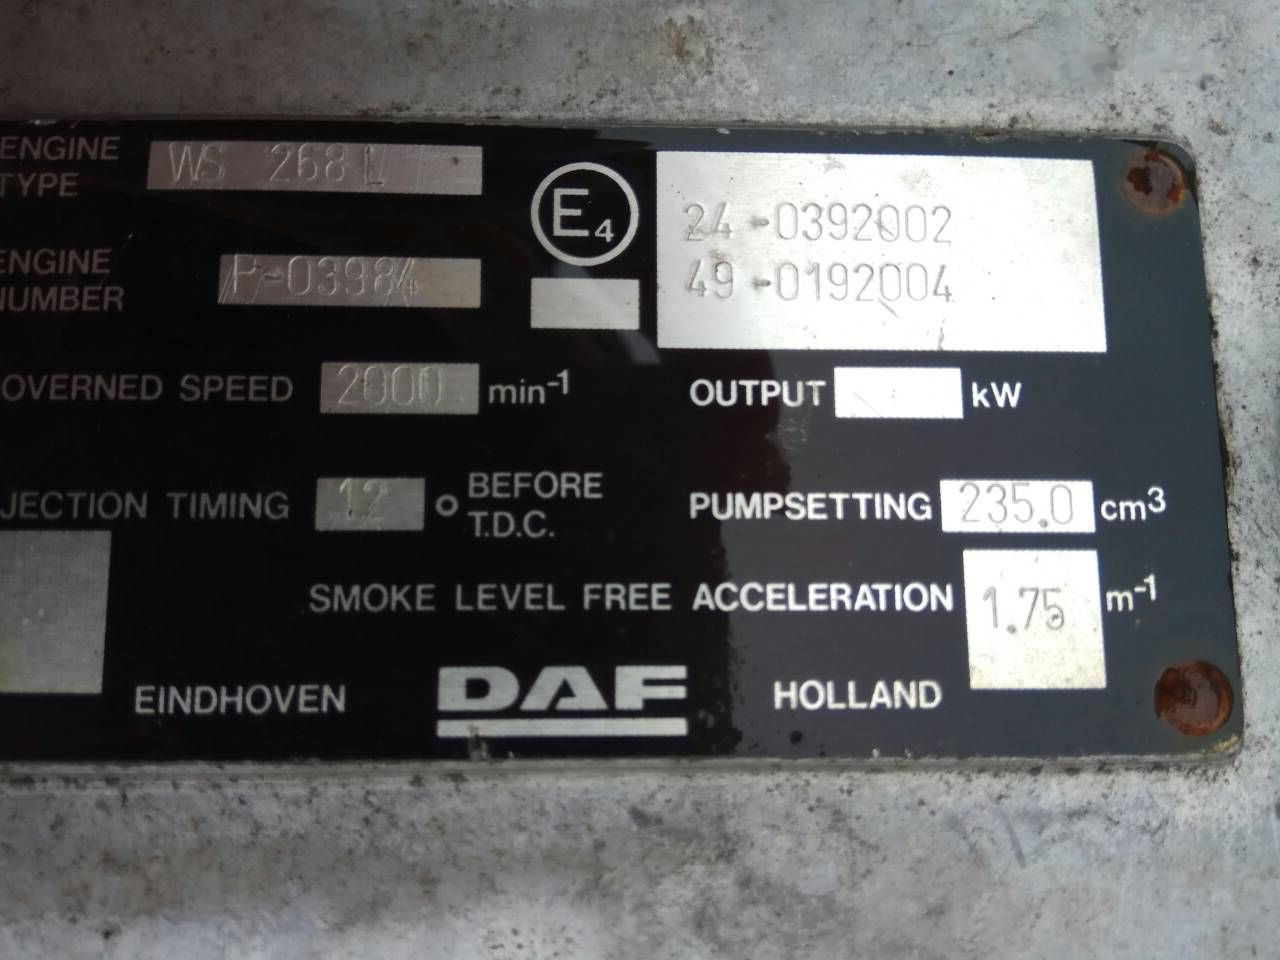 ENGINE TYPE WS 268 L
E4
24-0392002
49-0192004
ENGINE NUMBER P-03984
OVERNED SPEED 2000 min-1
OUTPUT kW
JECTION TIMING 12 ° BEFORE T.D.C.
PUMPSETTING 235.0 cm3
SMOKE LEVEL FREE ACCELERATION 1.75 m-1
EINDHOVEN DAF HOLLAND